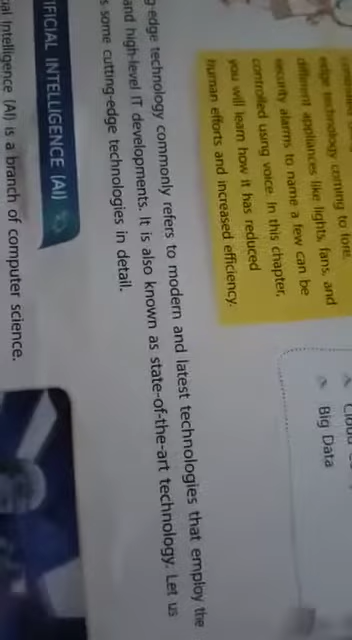 edge technology coming to fore,
different appliances like lights, fans, and
security alarms to name a few can be
controlled using voice. In this chapter,
you will learn how it has reduced
human efforts and increased efficiency.
Big Data
g-edge technology commonly refers to modern and latest technologies that employ the
and high-level IT developments. It is also known as state-of-the-art technology. Let us
s some cutting-edge technologies in detail.
IFICIAL INTELLIGENCE (AI)
ial Intelligence (AI) is a branch of computer science.